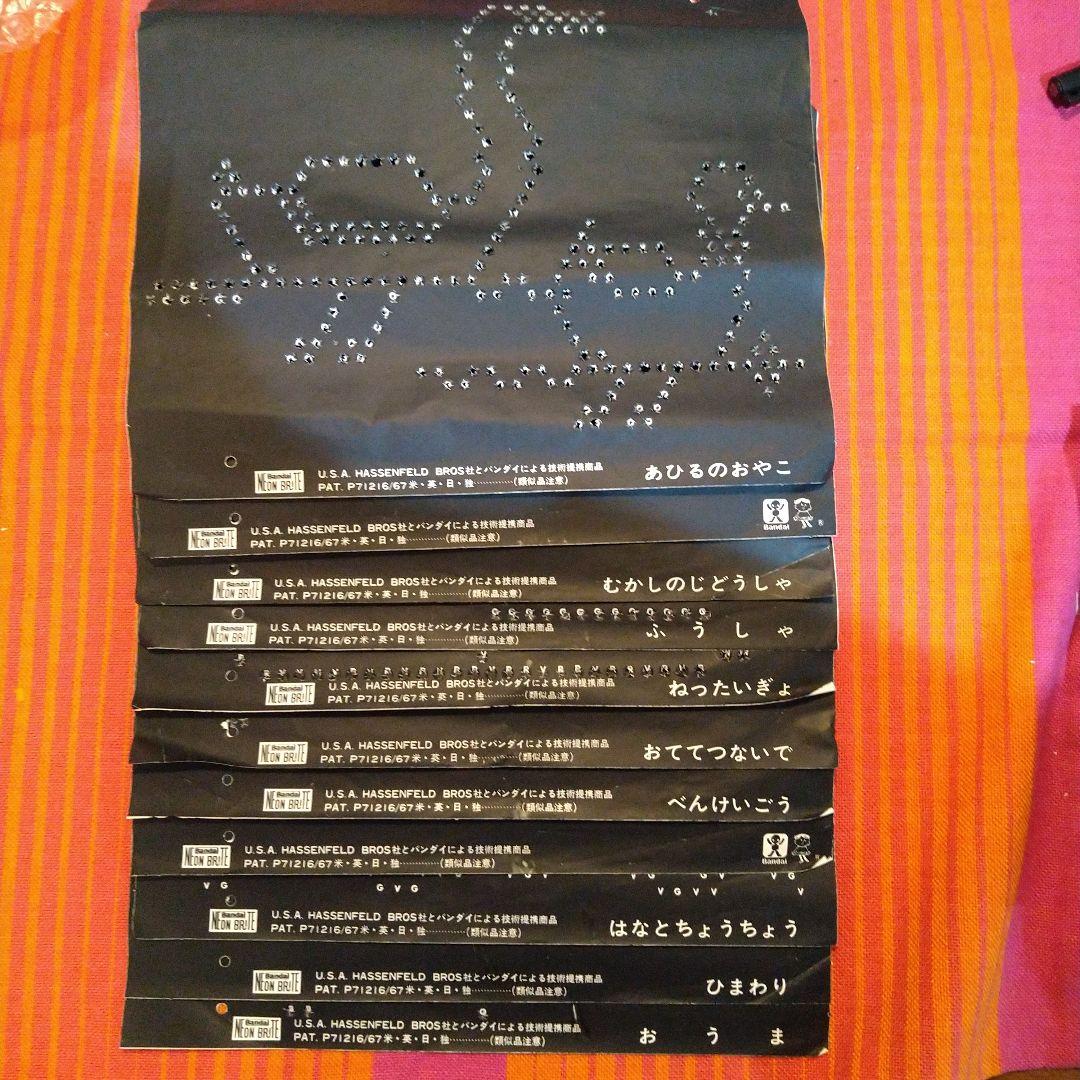 Bandai
NEON BRITE
U.S.A. HASSENFELD BROS社とバンダイによる技術提携商品
PAT. P71216/67米・英・日・独…………(類似品注意)
あひるのおやこ
NEON BRITE
U.S.A. HASSENFELD BROS社とバンダイによる技術提携商品
PAT. P71216/67米・英・日・独…………(類似品注意)
Bandai
®
Bandai
NEON BRITE
U.S.A. HASSENFELD BROS社とバンダイによる技術提携商品
PAT. P71216/67米・英・日・独…………(類似品注意)
むかしのじどうしゃ
Bandai
NEON BRITE
U.S.A. HASSENFELD BROS社とバンダイによる技術提携商品
PAT. P71216/67米・英・日・独…………(類似品注意)
ふうしゃ
Bandai
NEON BRITE
U.S.A. HASSENFELD BROS社とバンダイによる技術提携商品
PAT. P71216/67米・英・日・独…………(類似品注意)
ねったいぎょ
Bandai
NEON BRITE
U.S.A. HASSENFELD BROS社とバンダイによる技術提携商品
PAT. P71216/67米・英・日・独…………(類似品注意)
おててつないで
Bandai
NEON BRITE
U.S.A. HASSENFELD BROS社とバンダイによる技術提携商品
PAT. P71216/67米・英・日・独…………(類似品注意)
べんけいごう
Bandai
NEON BRITE
U.S.A. HASSENFELD BROS社とバンダイによる技術提携商品
PAT. P71216/67米・英・日・独…………(類似品注意)
Bandai
®
V G G V G V G V V V
Bandai
NEON BRITE
U.S.A. HASSENFELD BROS社とバンダイによる技術提携商品
PAT. P71216/67米・英・日・独…………(類似品注意)
はなとちょうちょう
Bandai
NEON BRITE
U.S.A. HASSENFELD BROS社とバンダイによる技術提携商品
PAT. P71216/67米・英・日・独…………(類似品注意)
ひまわり
Bandai
NEON BRITE
U.S.A. HASSENFELD BROS社とバンダイによる技術提携商品
PAT. P71216/67米・英・日・独…………(類似品注意)
おうま